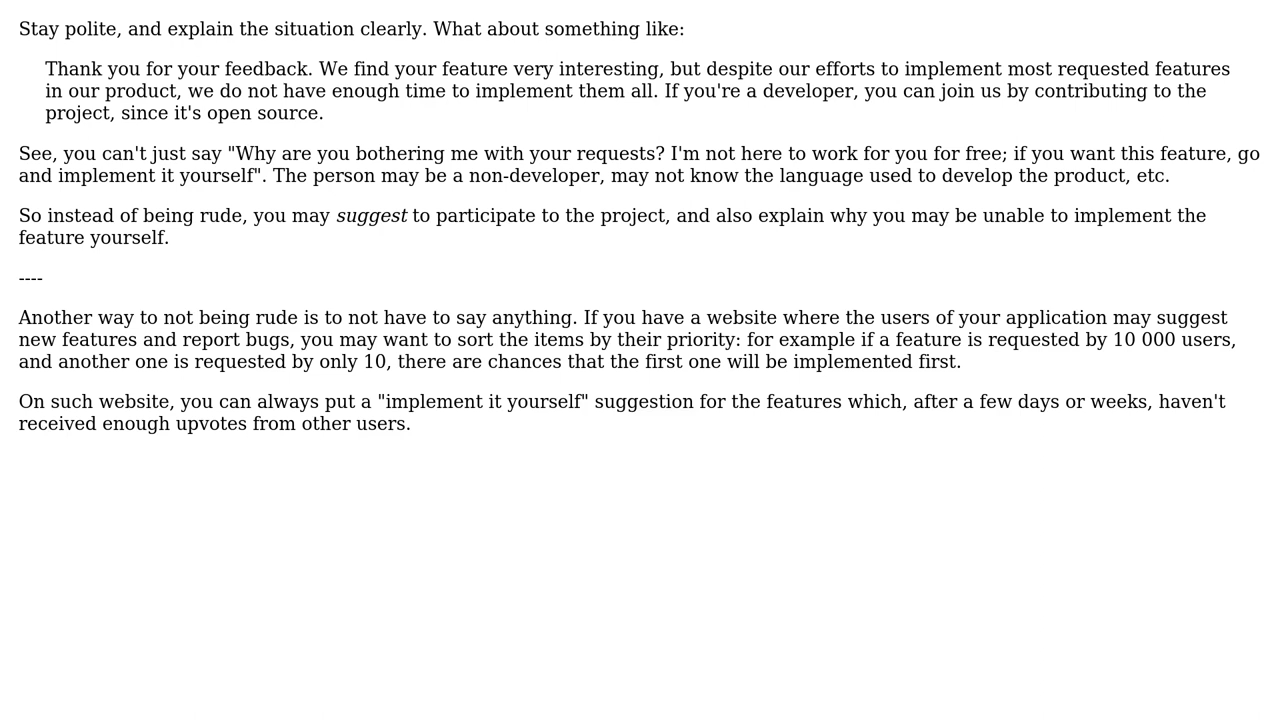 Stay polite, and explain the situation clearly. What about something like:
Thank you for your feedback. We find your feature very interesting, but despite our efforts to implement most requested features
in our product, we do not have enough time to implement them all. If you're a developer, you can join us by contributing to the
project, since it's open source.
See, you can't just say "Why are you bothering me with your requests? I'm not here to work for you for free; if you want this feature, go
and implement it yourself". The person may be a non-developer, may not know the language used to develop the product, etc.
So instead of being rude, you may suggest to participate to the project, and also explain why you may be unable to implement the
feature yourself.
----
Another way to not being rude is to not have to say anything. If you have a website where the users of your application may suggest
new features and report bugs, you may want to sort the items by their priority: for example if a feature is requested by 10 000 users,
and another one is requested by only 10, there are chances that the first one will be implemented first.
On such website, you can always put a "implement it yourself" suggestion for the features which, after a few days or weeks, haven't
received enough upvotes from other users.